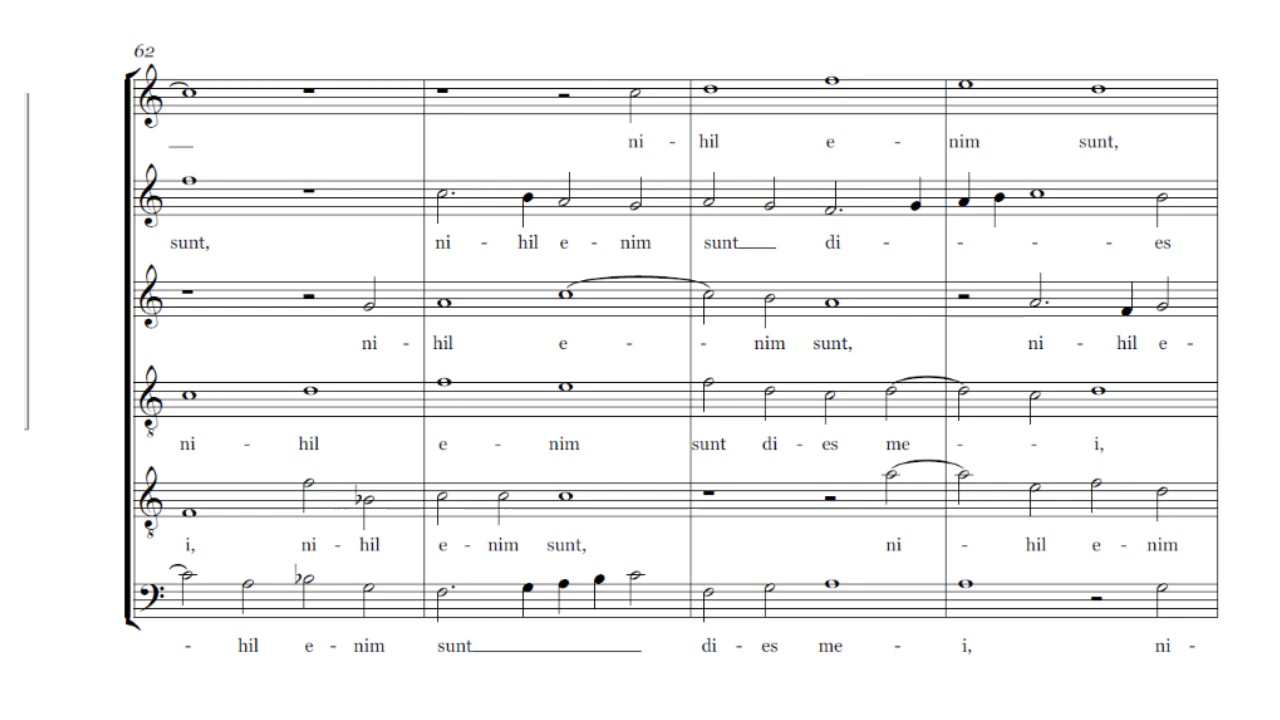 62
ni - hil e - nim sunt,
sunt, ni - hil e - nim sunt di - - - - es
ni - hil e - - nim sunt, ni - hil e -
ni - hil e - nim sunt di - es me - - i,
i, ni - hil e - nim sunt, ni - hil e - nim
- hil e - nim sunt di - es me - i, ni -